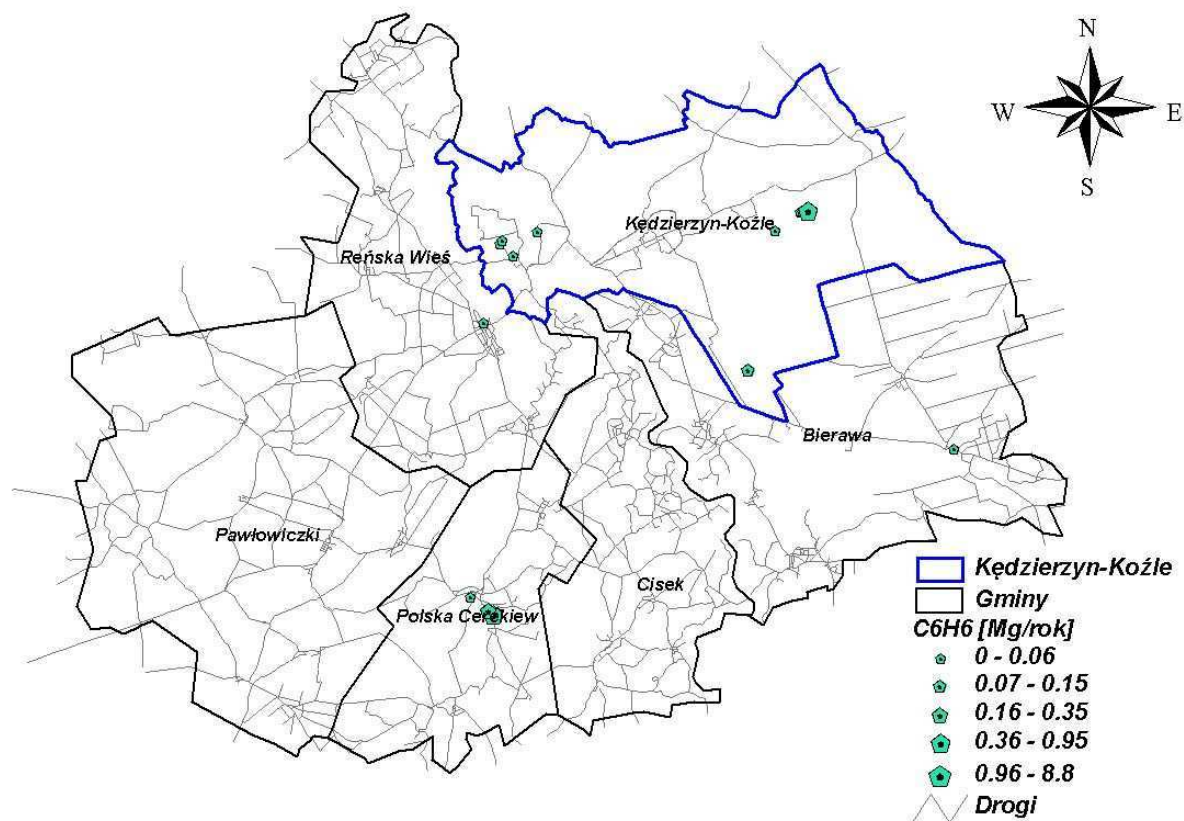 N
W
E
S
Kędzierzyn-Koźle
Reńska Wieś
Bierawa
Pawłowiczki
Cisek
Polska Cerekiew
Kędzierzyn-Koźle
Gminy
C6H6 [Mg/rok]
0 - 0.06
0.07 - 0.15
0.16 - 0.35
0.36 - 0.95
0.96 - 8.8
Drogi